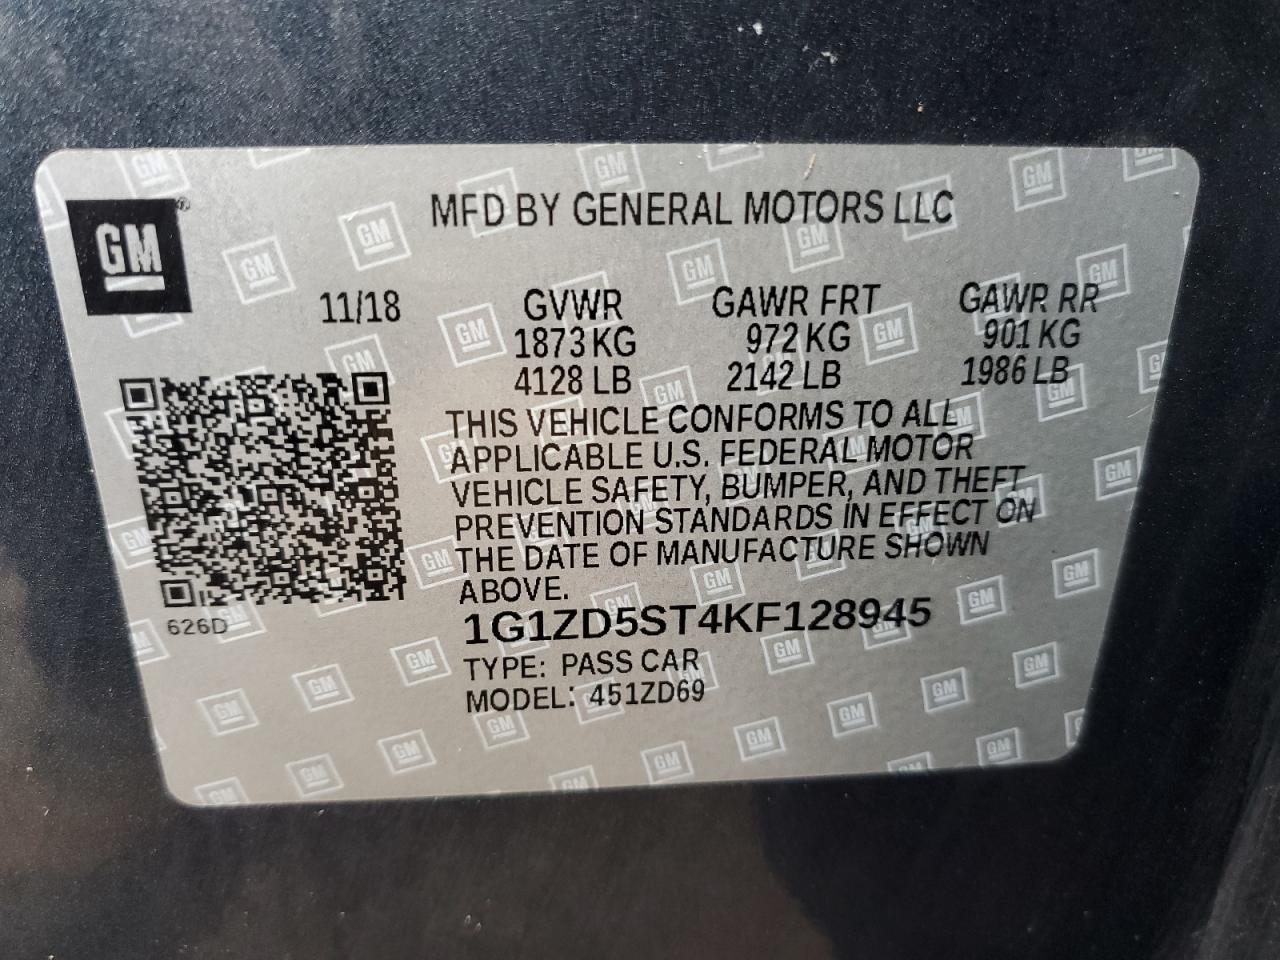 GM®
MFD BY GENERAL MOTORS LLC
11/18 GVWR GAWR FRT GAWR RR
1873 KG 972 KG 901 KG
4128 LB 2142 LB 1986 LB
THIS VEHICLE CONFORMS TO ALL
APPLICABLE U.S. FEDERAL MOTOR
VEHICLE SAFETY, BUMPER, AND THEFT
PREVENTION STANDARDS IN EFFECT ON
THE DATE OF MANUFACTURE SHOWN
ABOVE.
626D
1G1ZD5ST4KF128945
TYPE: PASS CAR
MODEL: 451ZD69